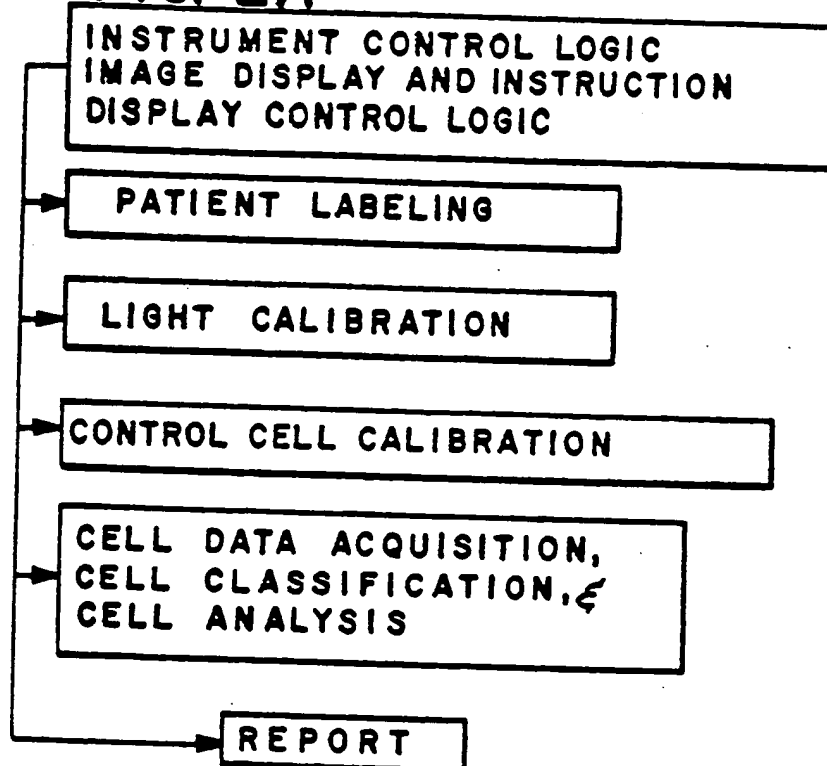 INSTRUMENT CONTROL LOGIC
IMAGE DISPLAY AND INSTRUCTION
DISPLAY CONTROL LOGIC
PATIENT LABELING
LIGHT CALIBRATION
CONTROL CELL CALIBRATION
CELL DATA ACQUISITION,
CELL CLASSIFICATION, &
CELL ANALYSIS
REPORT